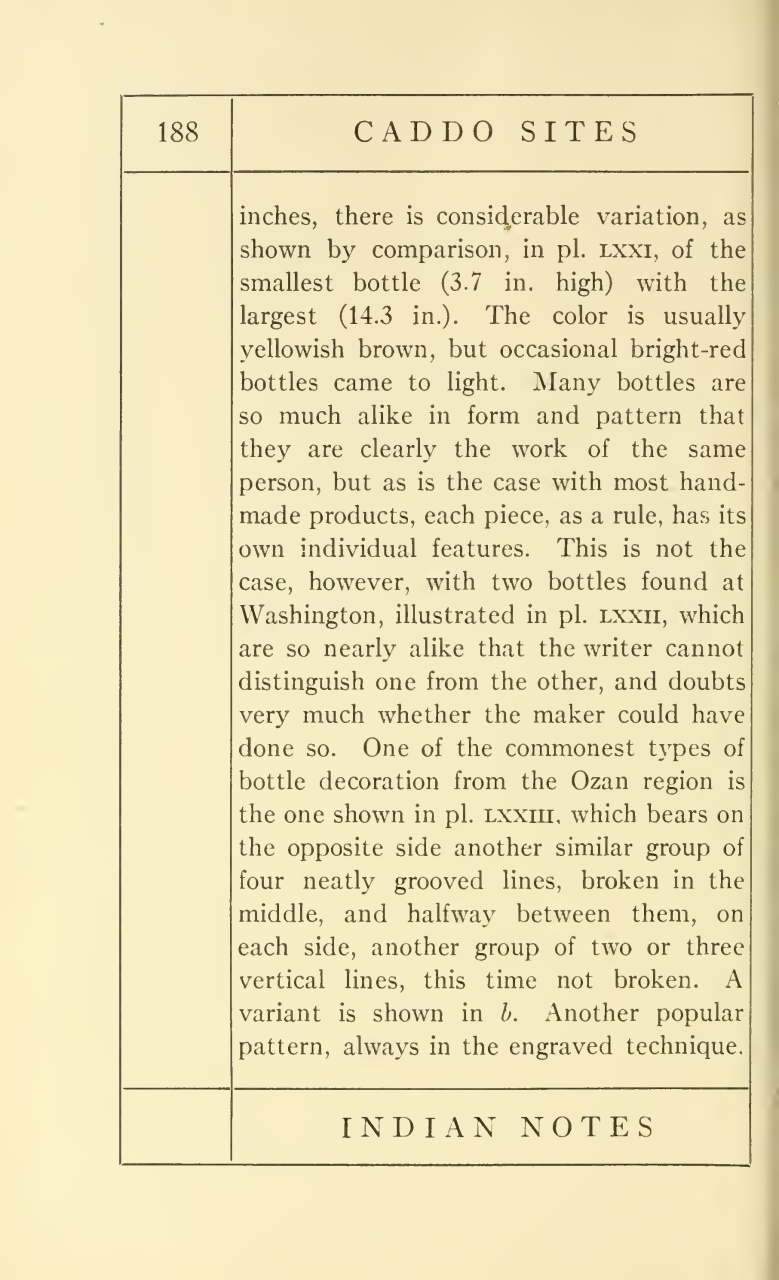 188
CADDO SITES
inches, there is considerable variation, as
shown by comparison, in pl. LXXI, of the
smallest bottle (3.7 in. high) with the
largest (14.3 in.). The color is usually
yellowish brown, but occasional bright-red
bottles came to light. Many bottles are
so much alike in form and pattern that
they are clearly the work of the same
person, but as is the case with most hand-
made products, each piece, as a rule, has its
own individual features. This is not the
case, however, with two bottles found at
Washington, illustrated in pl. LXXII, which
are so nearly alike that the writer cannot
distinguish one from the other, and doubts
very much whether the maker could have
done so. One of the commonest types of
bottle decoration from the Ozan region is
the one shown in pl. LXXIII, which bears on
the opposite side another similar group of
four neatly grooved lines, broken in the
middle, and halfway between them, on
each side, another group of two or three
vertical lines, this time not broken. A
variant is shown in b. Another popular
pattern, always in the engraved technique.
INDIAN NOTES